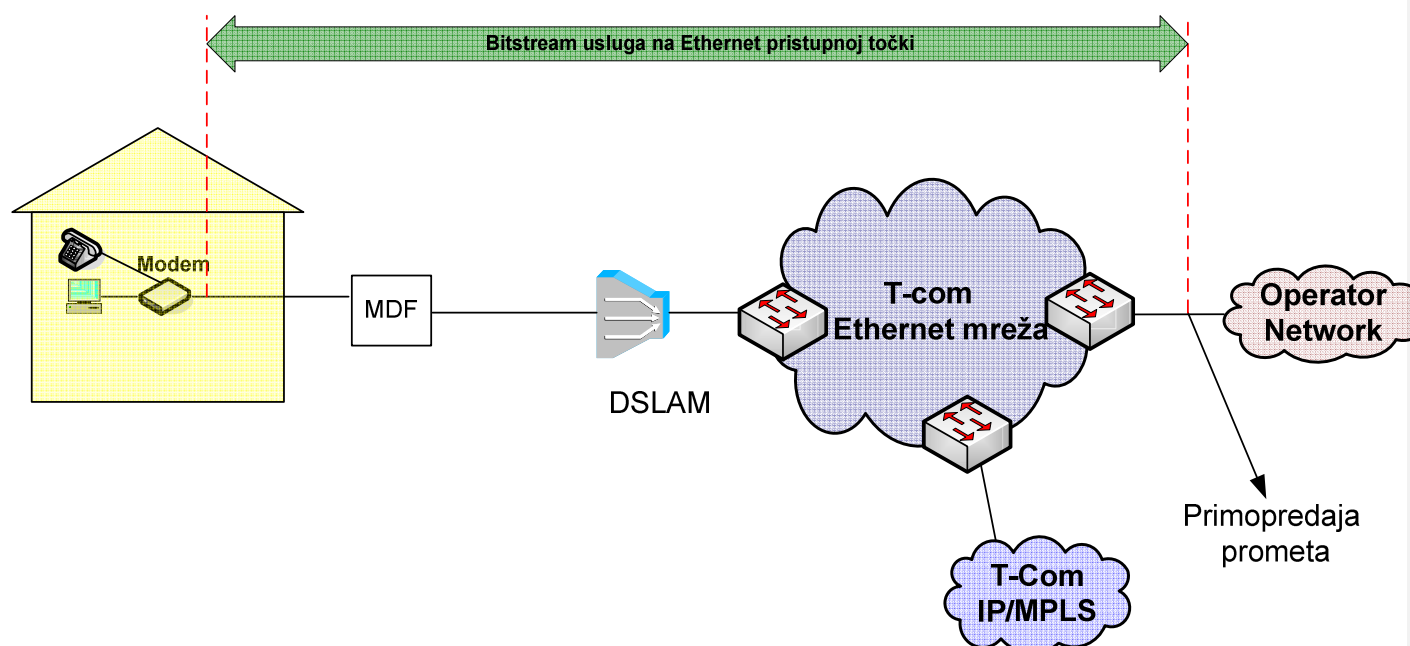 Bitstream usluga na Ethernet pristupnoj točki
Modem
MDF
DSLAM
T-com
Ethernet mreža
Operator
Network
Primopredaja
prometa
T-Com
IP/MPLS